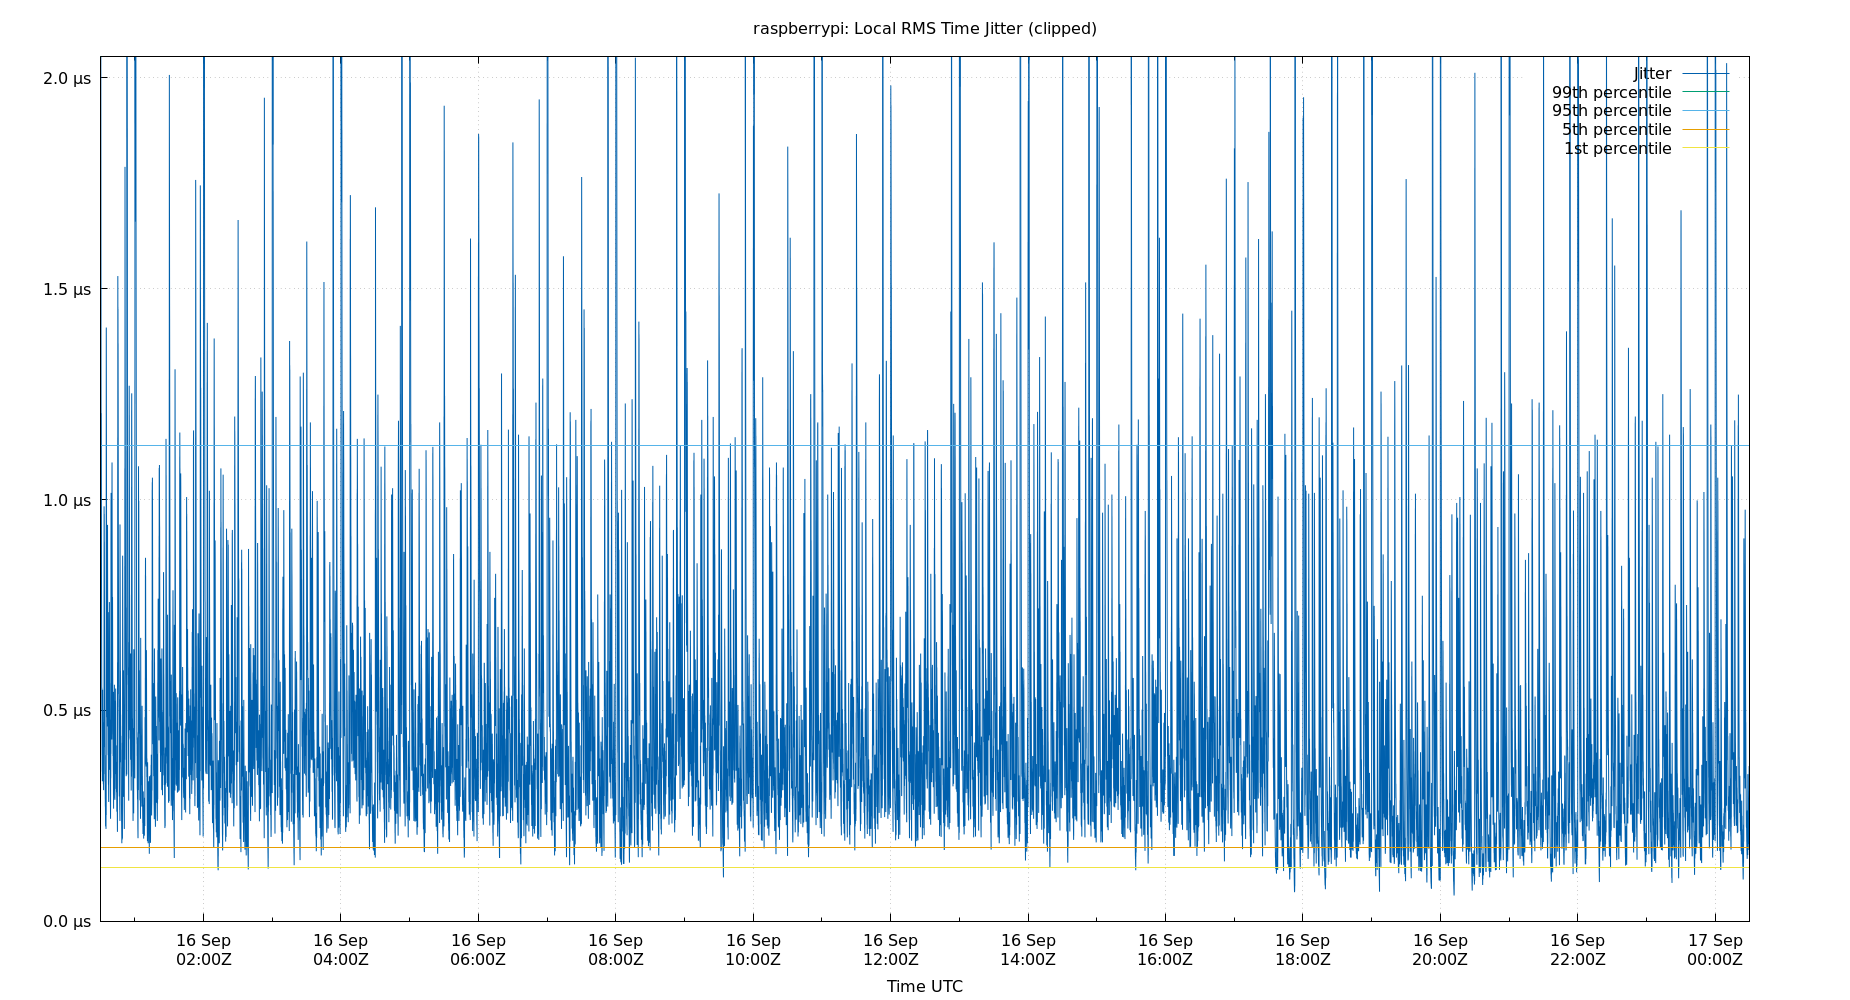 raspberrypi: Local RMS Time Jitter (clipped)
2.0 µs
1.5 µs
1.0 µs
0.5 µs
0.0 µs
Jitter
99th percentile
95th percentile
5th percentile
1st percentile
16 Sep 16 Sep 16 Sep 16 Sep 16 Sep 16 Sep 16 Sep 16 Sep 16 Sep 16 Sep 16 Sep 17 Sep
02:00Z 04:00Z 06:00Z 08:00Z 10:00Z 12:00Z 14:00Z 16:00Z 18:00Z 20:00Z 22:00Z 00:00Z
Time UTC